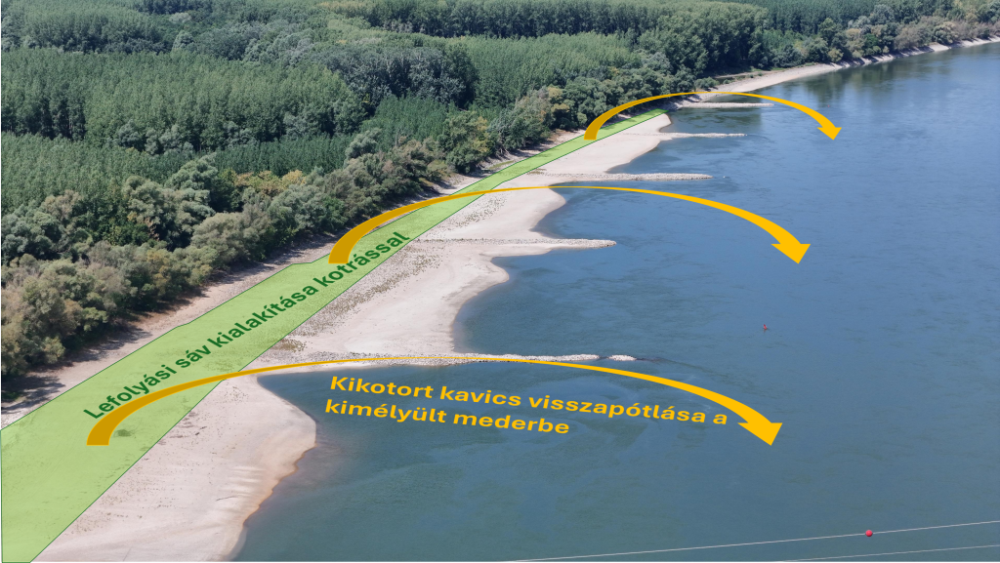 Lefolyási sáv kialakítása kotrással
Kikotort kavics visszapótlása a
kimélyült mederbe